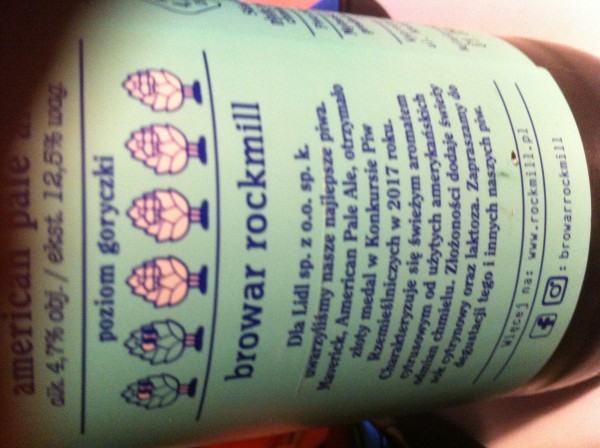 american pale
alk 4,7% obj. / ekst. 12,5% wag.
poziom goryczki
browar rockmill
Dla Lidl sp. z o.o. sp. k.
uwarzyliśmy nasze najlepsze piwa.
Maverick, American Pale Ale, otrzymało
złoty medal w Konkursie Piw
Rzemieślniczych w 2017 roku.
Charakteryzuje się świeżym aromatem
cytrusowym od użytych amerykańskich
odmian chmielu. Złożoności dodaje świeży
sok cytrynowy oraz laktoza. Zapraszamy do
degustacji tego i innych naszych piw.
więcej na: www.rockmill.pl
: browarrockmill